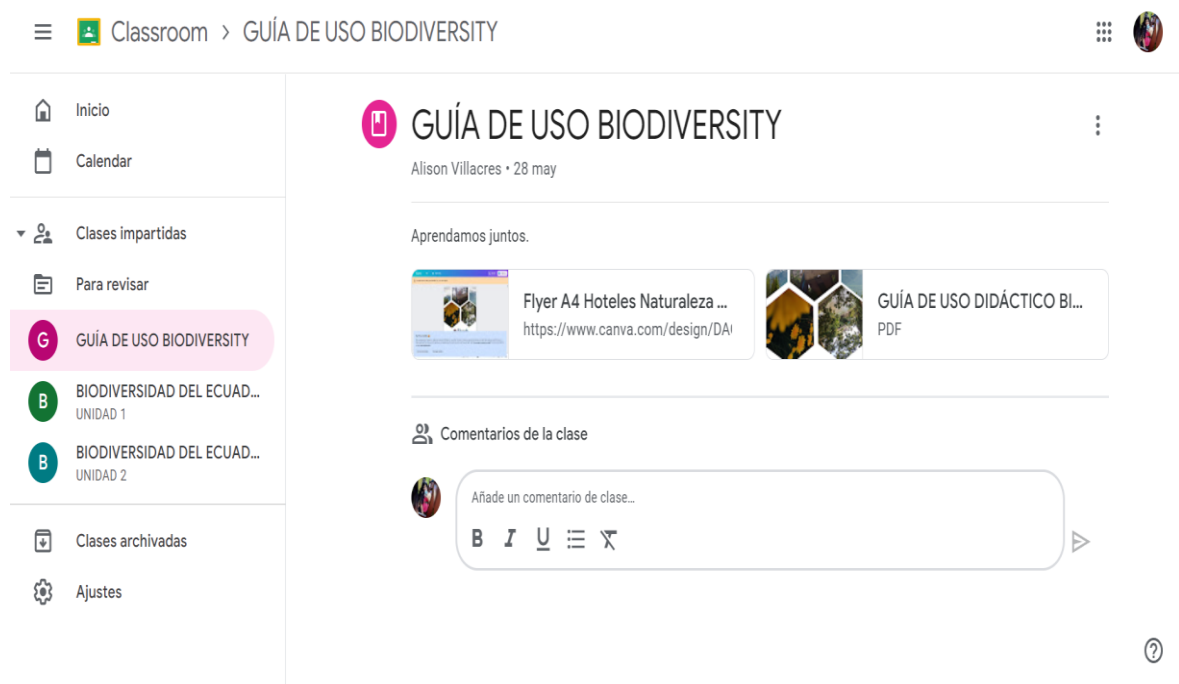 Classroom > GUÍA DE USO BIODIVERSITY
Inicio
Calendar
Clases impartidas
Para revisar
G GUÍA DE USO BIODIVERSITY
B BIODIVERSIDAD DEL ECUAD...
UNIDAD 1
B BIODIVERSIDAD DEL ECUAD...
UNIDAD 2
Clases archivadas
Ajustes
GUÍA DE USO BIODIVERSITY
Alison Villacres • 28 may
Aprendamos juntos.
Flyer A4 Hoteles Naturaleza ...
https://www.canva.com/design/DA
GUÍA DE USO DIDÁCTICO BI...
PDF
Comentarios de la clase
Añade un comentario de clase...
B I U